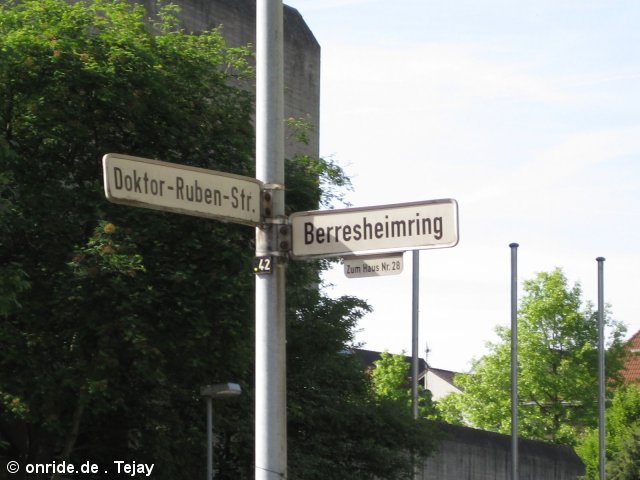 Doktor-Ruben-Str.
Berresheimring
Zum Haus Nr. 28
42
© onride.de . Tejay